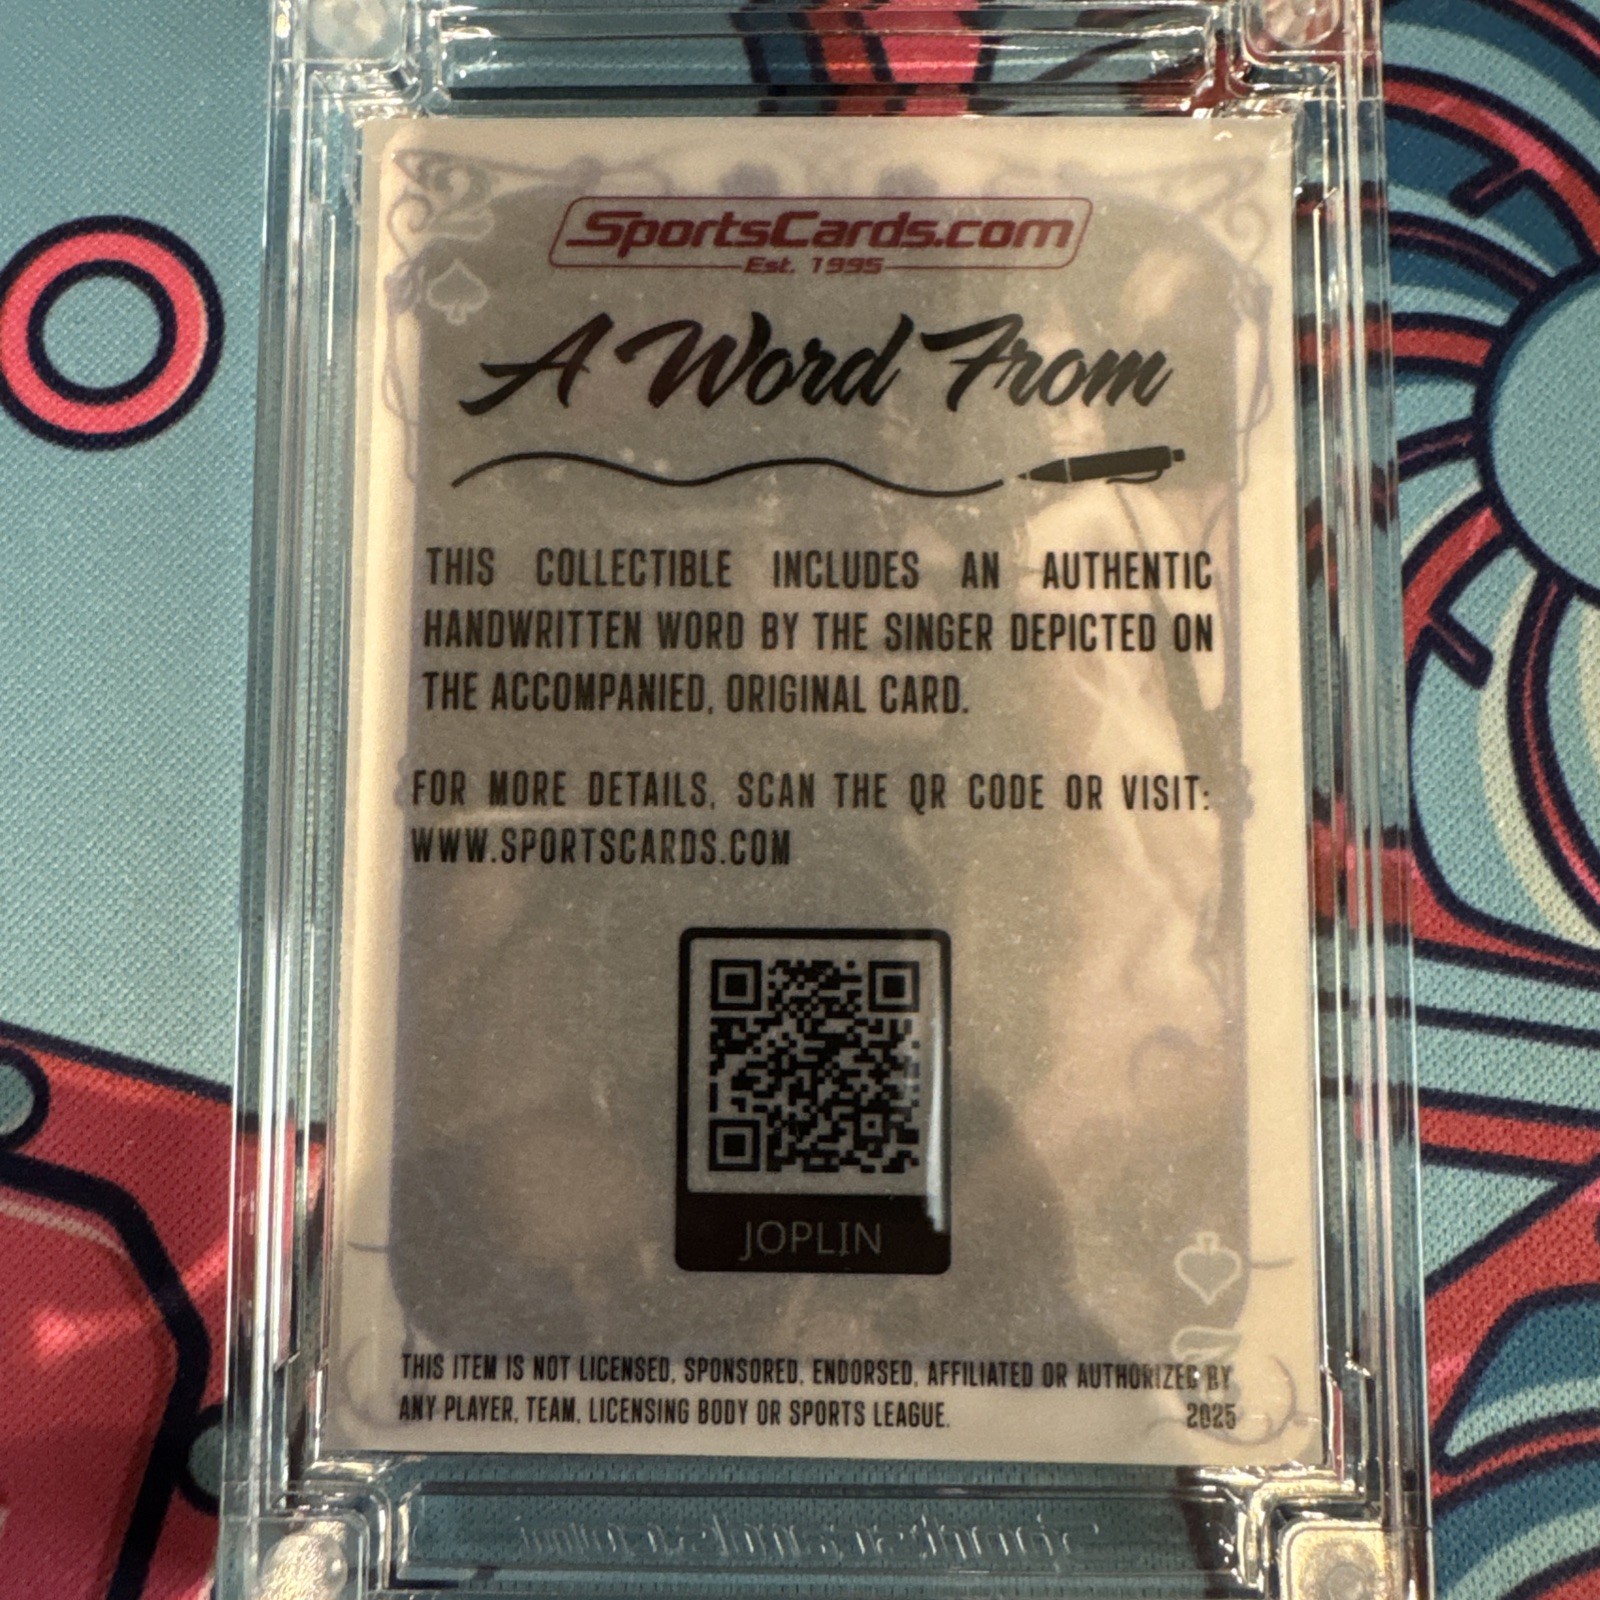 2
SportsCards.com
Est. 1995
A Word From
THIS COLLECTIBLE INCLUDES AN AUTHENTIC
HANDWRITTEN WORD BY THE SINGER DEPICTED ON
THE ACCOMPANIED, ORIGINAL CARD.
FOR MORE DETAILS, SCAN THE QR CODE OR VISIT:
WWW.SPORTSCARDS.COM
JOPLIN
THIS ITEM IS NOT LICENSED, SPONSORED, ENDORSED, AFFILIATED OR AUTHORIZED BY
ANY PLAYER, TEAM, LICENSING BODY OR SPORTS LEAGUE.
2025